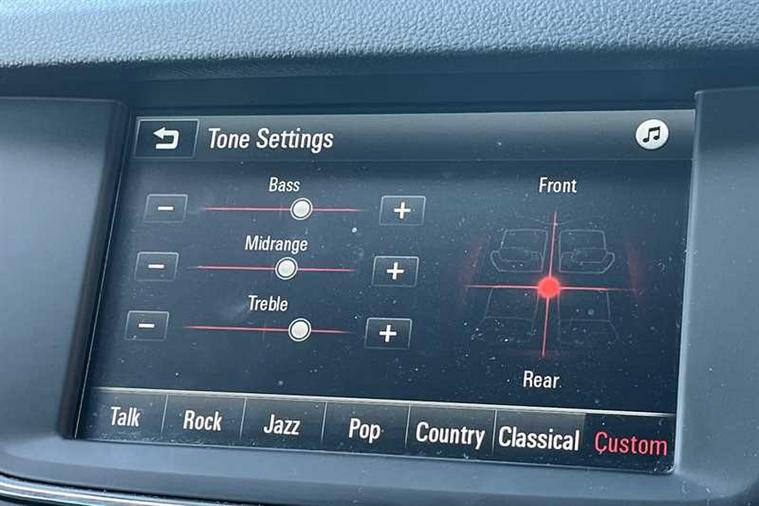 Tone Settings
Bass
−
+
Midrange
−
+
Treble
−
+
Front
Rear
Talk
Rock
Jazz
Pop
Country
Classical
Custom